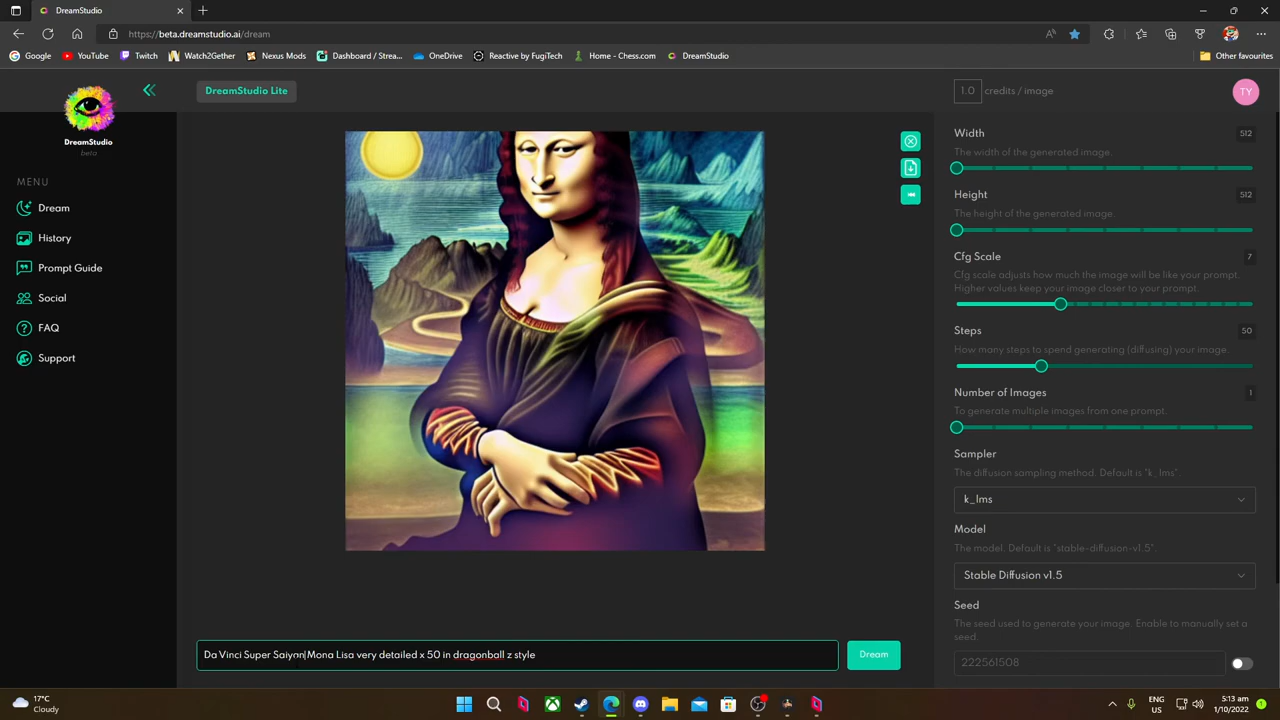 DreamStudio
https://beta.dreamstudio.ai/dream
Google
YouTube
Twitch
Watch2Gether
Nexus Mods
Dashboard / Strea...
OneDrive
Reactive by FugiTech
Home - Chess.com
DreamStudio
Other favourites
DreamStudio
beta
DreamStudio Lite
1.0 credits / image
TY
MENU
Dream
History
Prompt Guide
Social
FAQ
Support
Width
512
The width of the generated image.
Height
512
The height of the generated image.
Cfg Scale
7
Cfg scale adjusts how much the image will be like your prompt.
Higher values keep your image closer to your prompt.
Steps
50
How many steps to spend generating (diffusing) your image.
Number of Images
1
To generate multiple images from one prompt.
Sampler
The diffusion sampling method. Default is "k_lms".
k_lms
Model
The model. Default is "stable-diffusion-v1.5".
Stable Diffusion v1.5
Seed
The seed used to generate your image. Enable to manually set a
seed.
222561508
Da Vinci Super Saiynn Mona Lisa very detailed x 50 in dragonball z style
Dream
17°C
Cloudy
ENG
US
5:13 am
1/10/2022
1